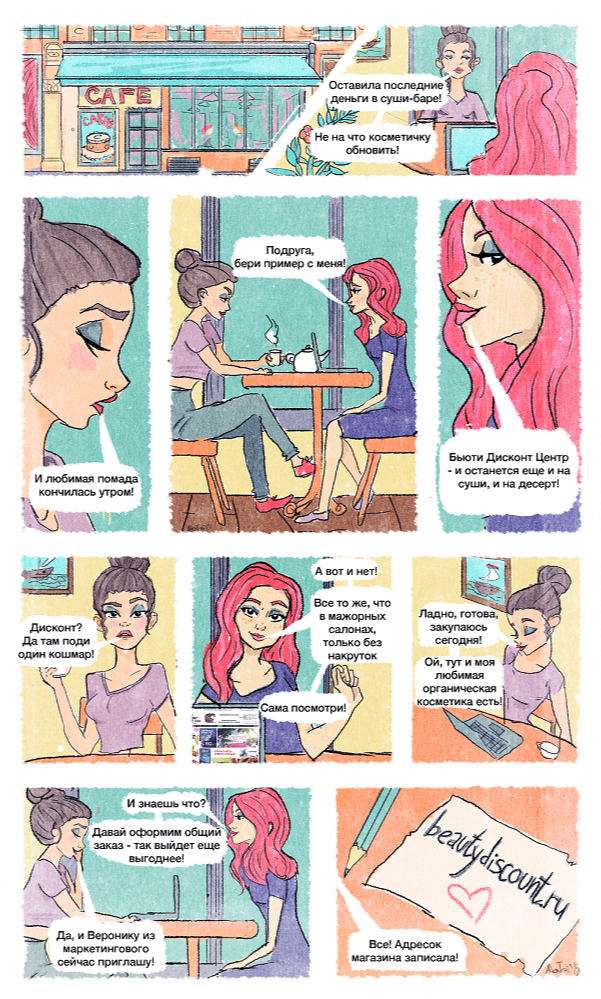 CAFE
CAKE
Оставила последние
деньги в суши-баре!
Не на что косметичку
обновить!
И любимая помада
кончилась утром!
Подруга,
бери пример с меня!
Бьюти Дисконт Центр
- и останется еще и на
суши, и на десерт!
Дисконт?
Да там поди
один кошмар!
А вот и нет!
Все то же, что
в мажорных
салонах,
только без
накруток
Сама посмотри!
Ладно, готова,
закупаюсь
сегодня!
Ой, тут и моя
любимая
органическая
косметика есть!
И знаешь что?
Давай оформим общий
заказ - так выйдет еще
выгоднее!
Да, и Веронику из
маркетингового
сейчас приглашу!
beautydiscount.ru
Все! Адресок
магазина записала!